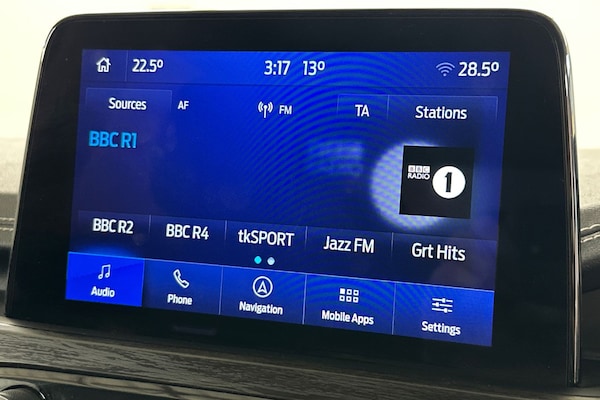 22.5° 3:17 13° 28.5°
Sources AF FM TA Stations
BBC R1
BBC RADIO 1
BBC R2 BBC R4 tkSPORT Jazz FM Grt Hits
Audio Phone Navigation Mobile Apps Settings